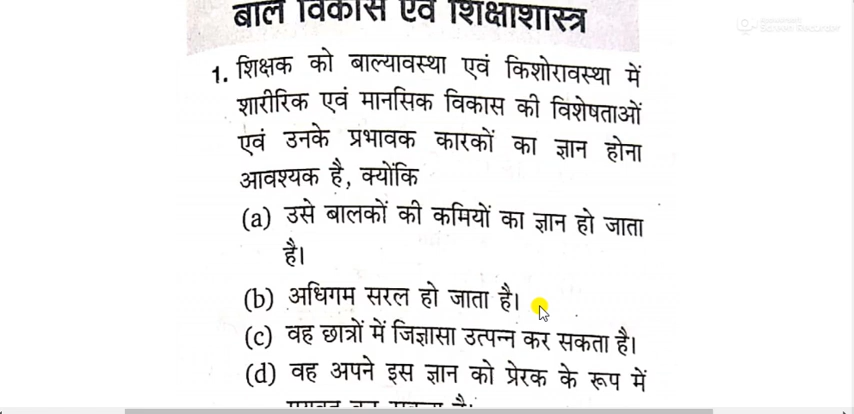 बाल विकास एवं शिक्षाशास्त्र
1. शिक्षक को बाल्यावस्था एवं किशोरावस्था में
शारीरिक एवं मानसिक विकास की विशेषताओं
एवं उनके प्रभावक कारकों का ज्ञान होना
आवश्यक है, क्योंकि
(a) उसे बालकों की कमियों का ज्ञान हो जाता
है।
(b) अधिगम सरल हो जाता है।
(c) वह छात्रों में जिज्ञासा उत्पन्न कर सकता है।
(d) वह अपने इस ज्ञान को प्रेरक के रूप में